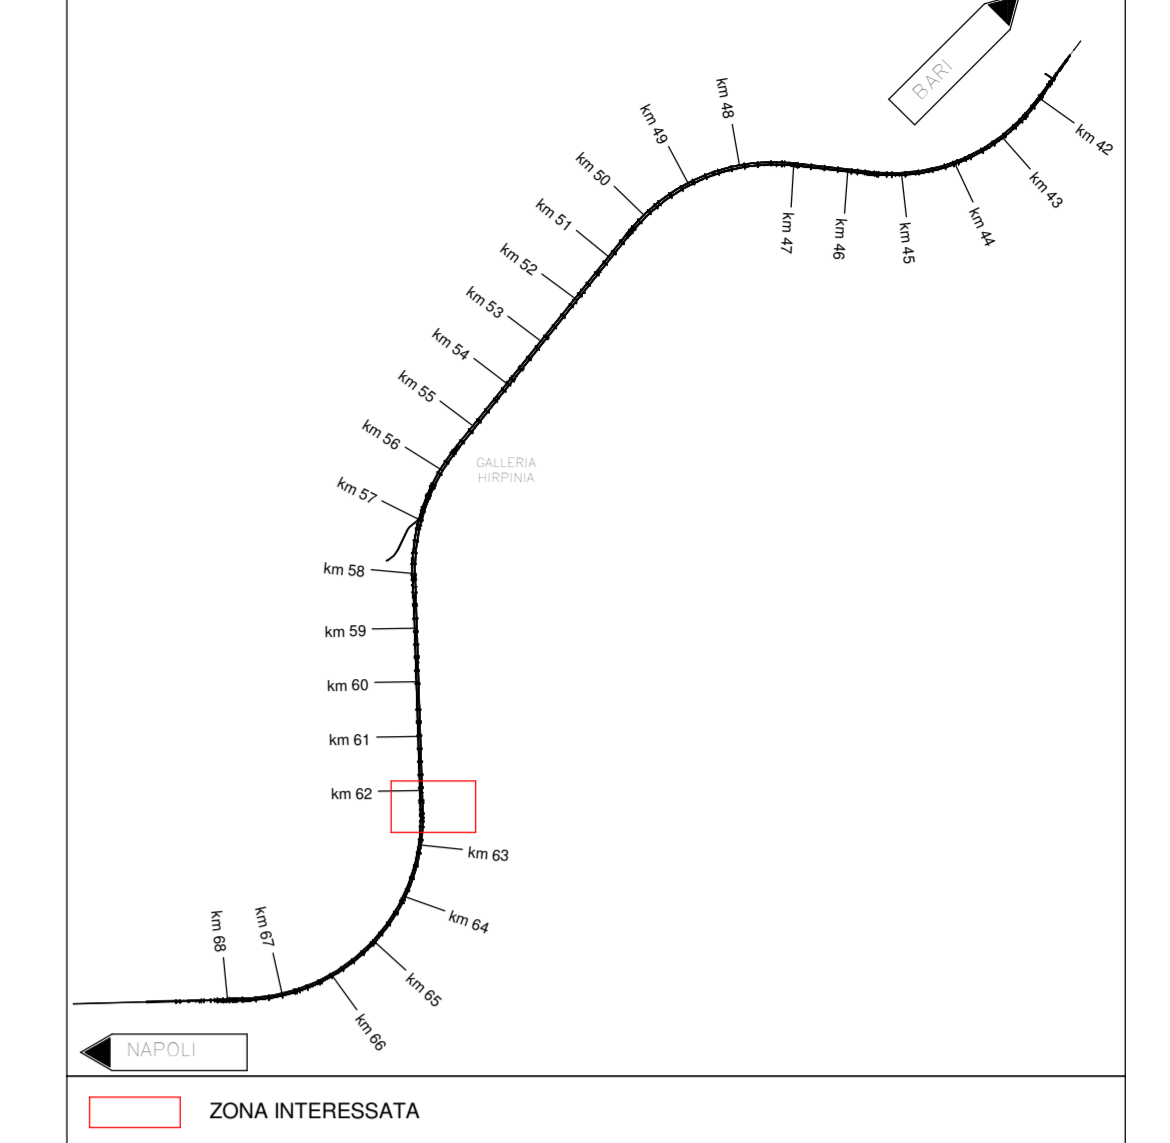 BARI
km 42
km 43
km 44
km 45
km 46
km 47
km 48
km 49
km 50
km 51
km 52
km 53
km 54
km 55
km 56
GALLERIA
HIRPINIA
km 57
km 58
km 59
km 60
km 61
km 62
km 63
km 64
km 65
km 66
km 67
km 68
NAPOLI
ZONA INTERESSATA